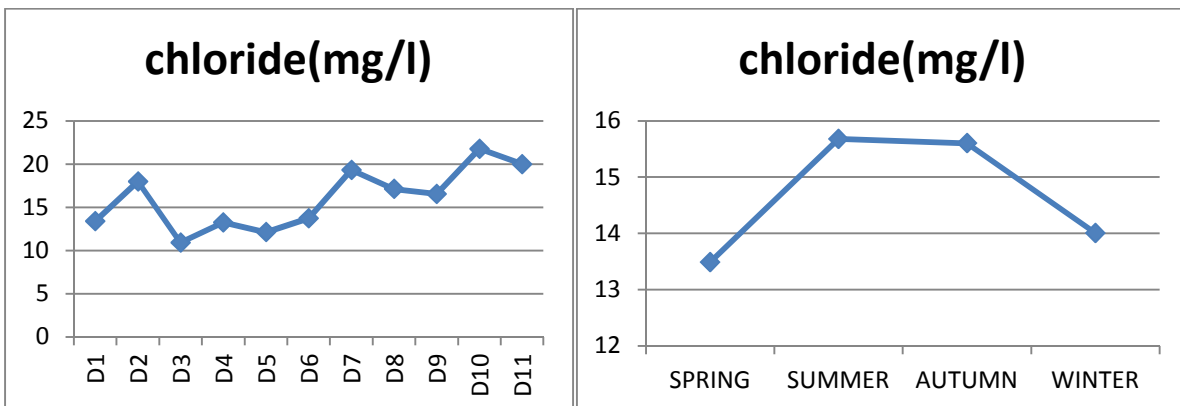 chloride(mg/l)
25
20
15
10
5
0
D1
D2
D3
D4
D5
D6
D7
D8
D9
D10
D11
chloride(mg/l)
16
15
14
13
12
SPRING SUMMER AUTUMN WINTER